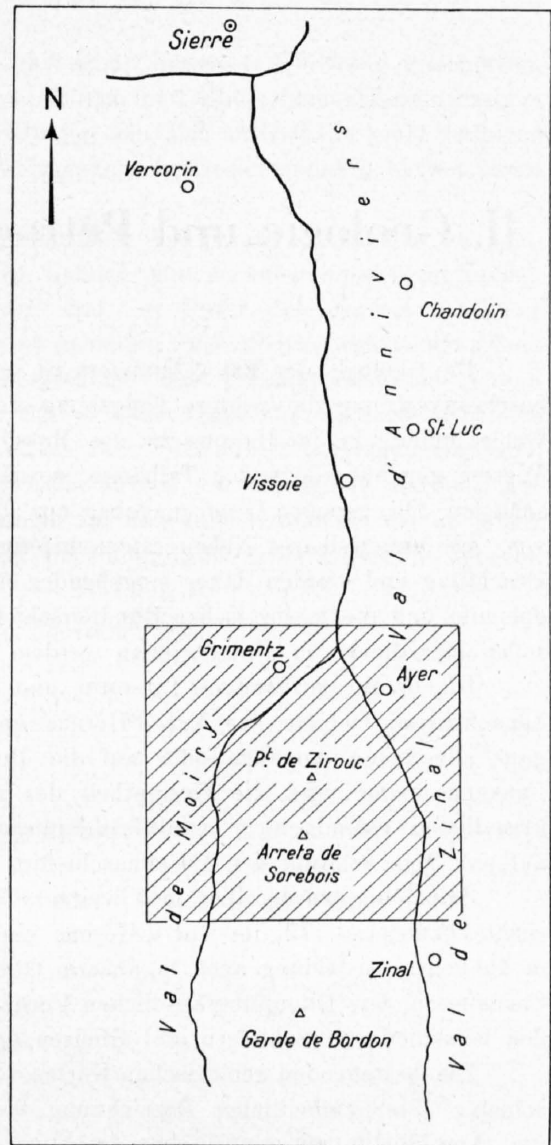 Sierre
N
Vercorin
Val d'Anniviers
Chandolin
St. Luc
Vissoie
Grimentz
Ayer
Pt de Zirouc
Arreta de
Sorebois
Val de Moiry
Val de Zinal
Zinal
Garde de Bordon